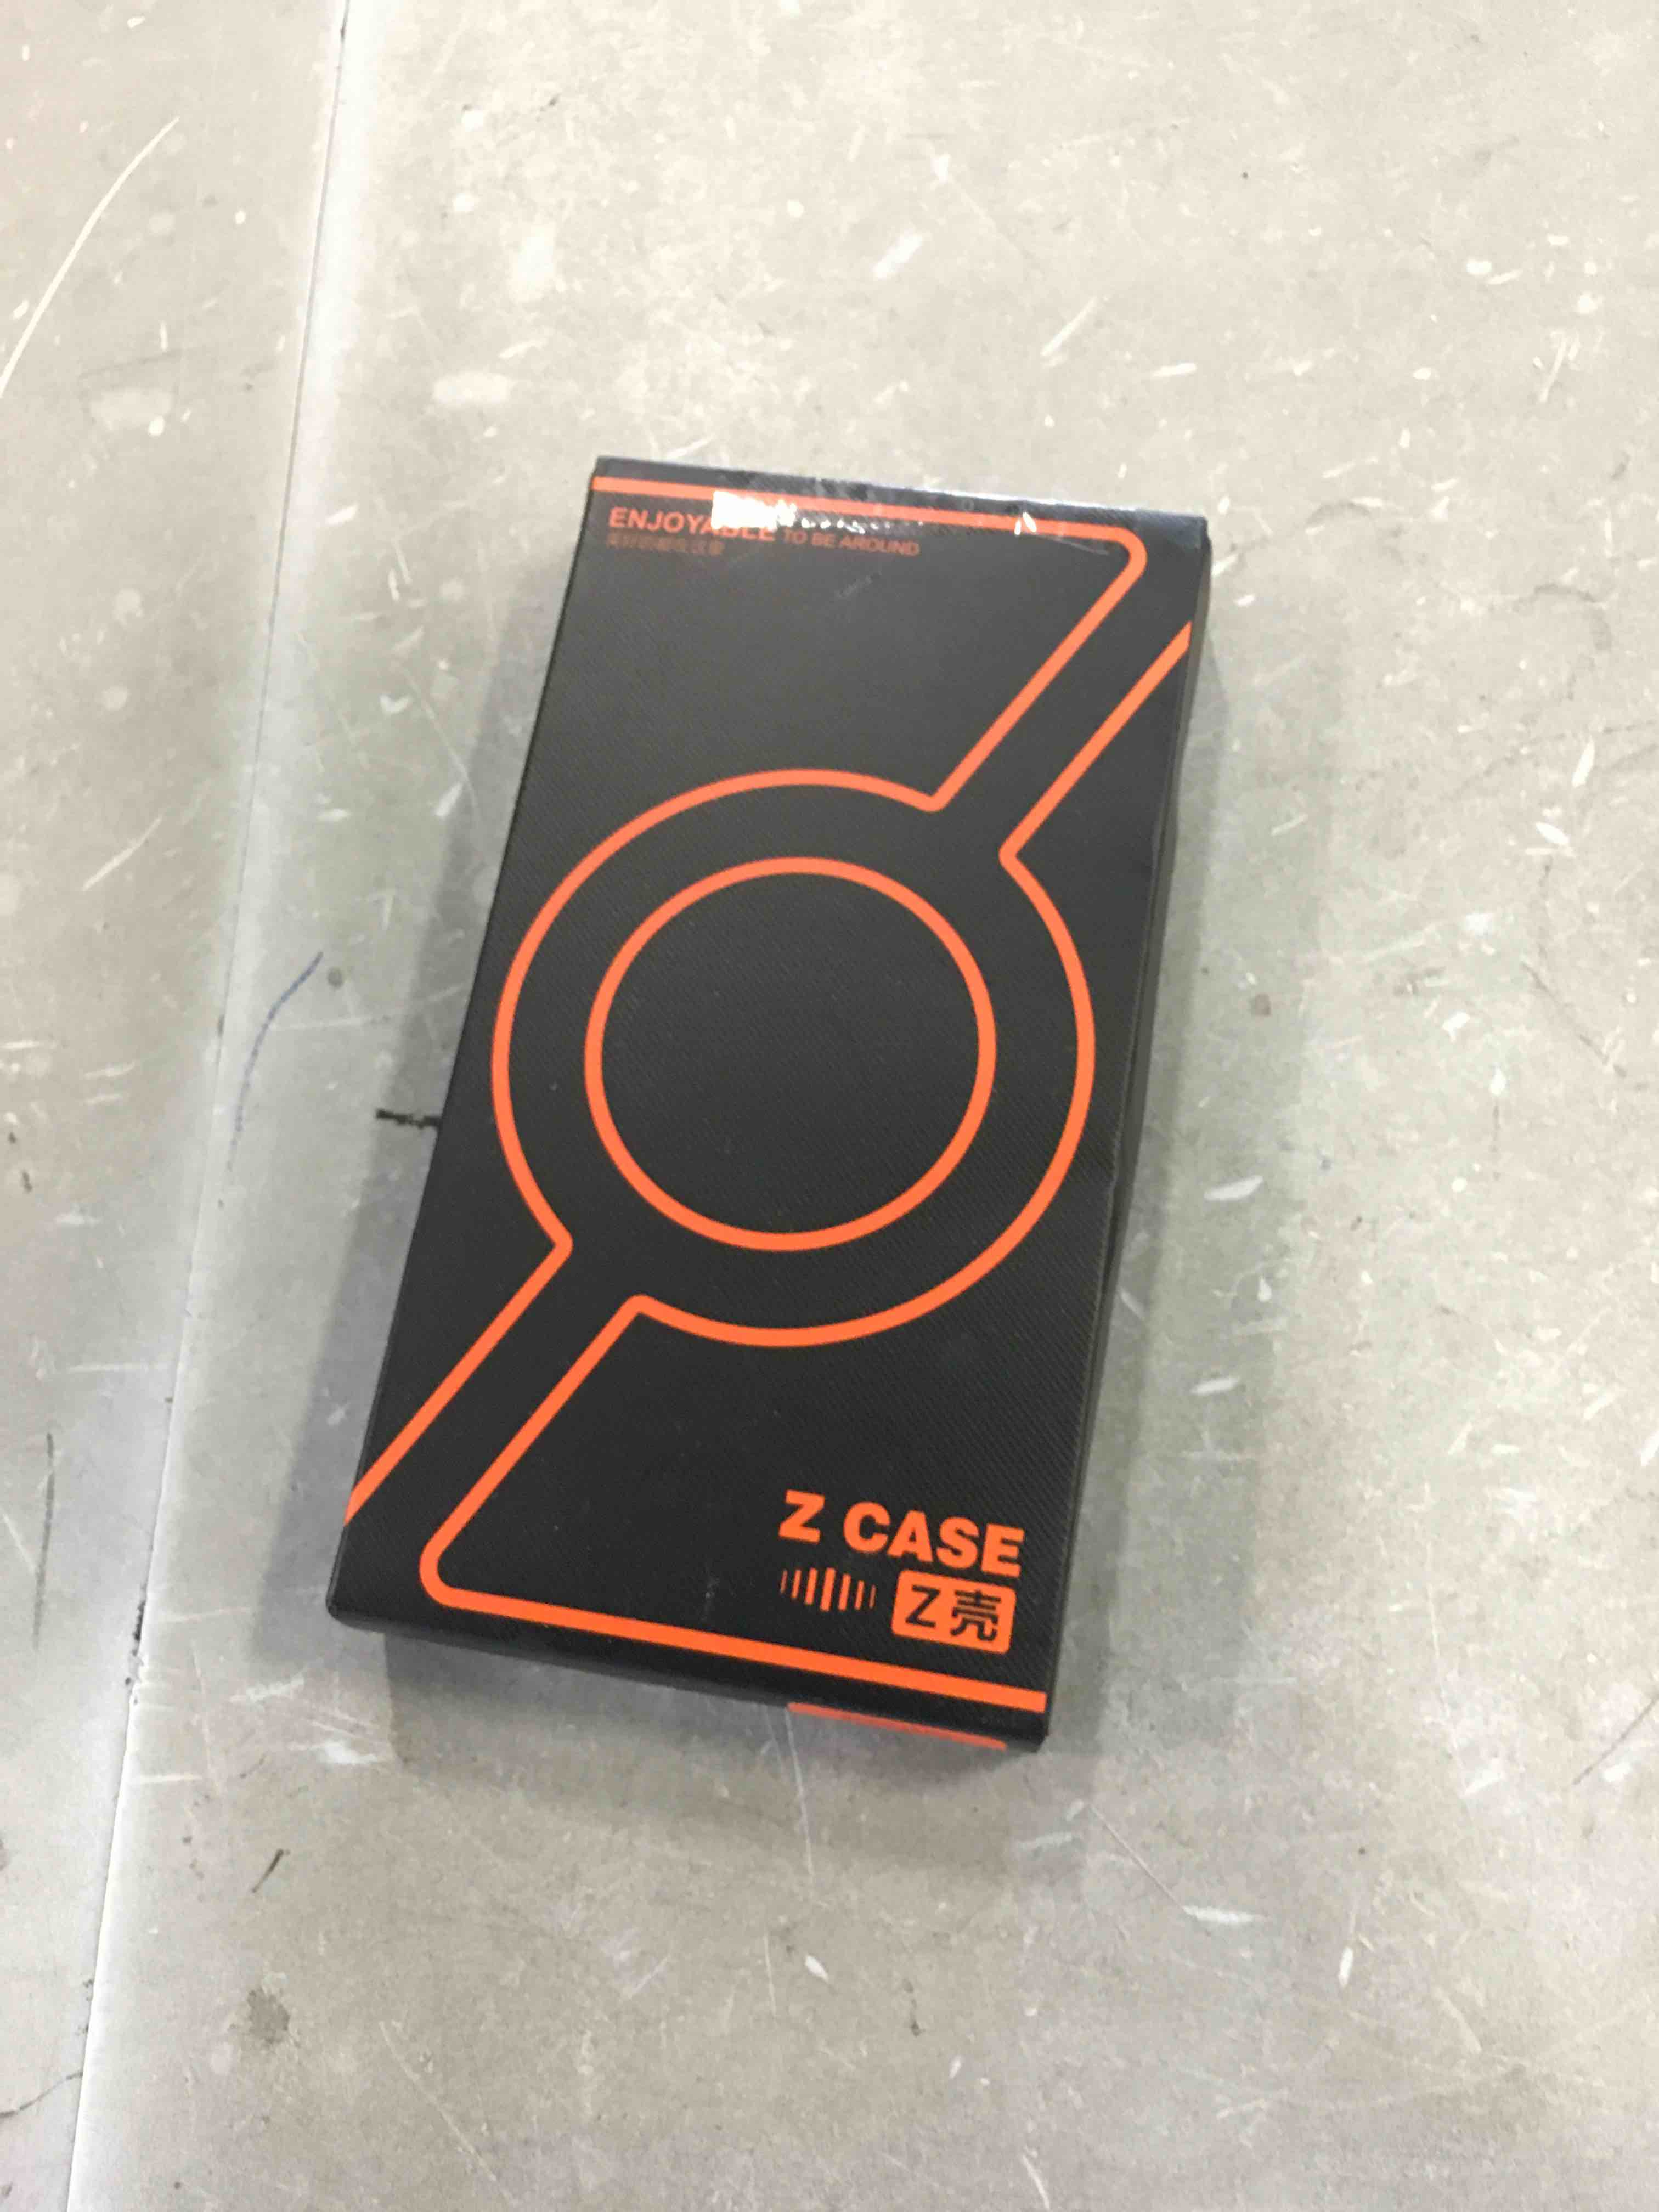 ENJOYABLE TO BE AROUND
Z CASE
Z壳